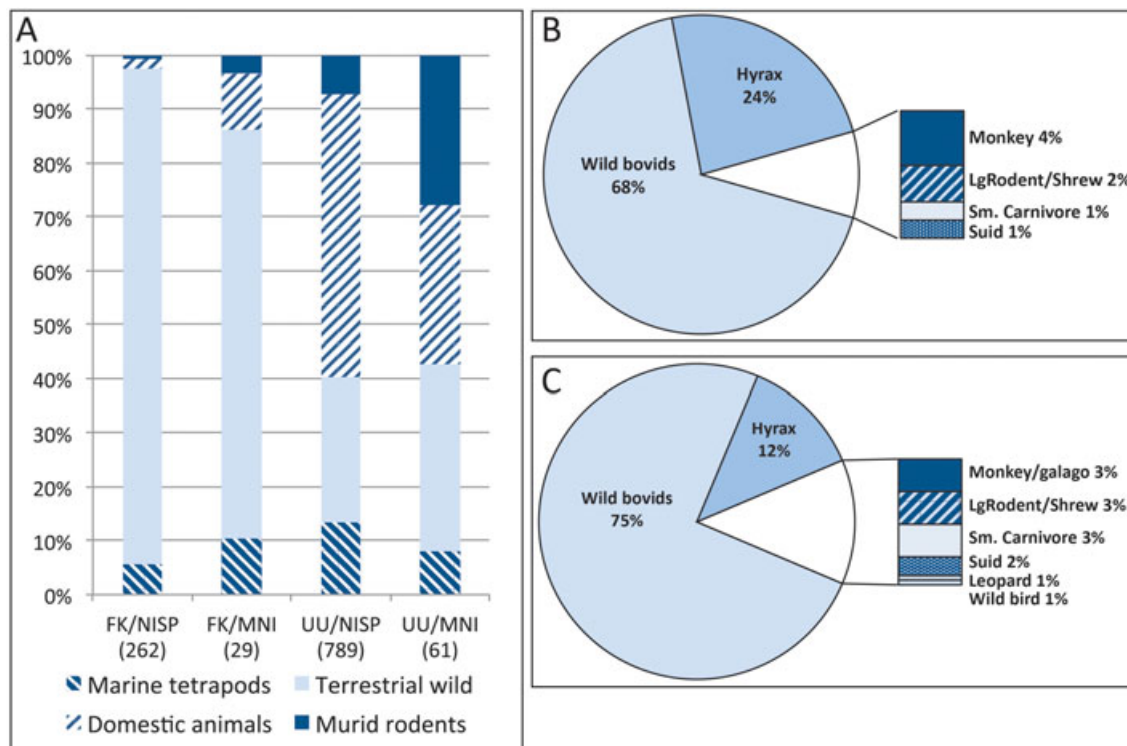 A
100%
90%
80%
70%
60%
50%
40%
30%
20%
10%
0%
FK/NISP FK/MNI UU/NISP UU/MNI
(262) (29) (789) (61)
Marine tetrapods Terrestrial wild
Domestic animals Murid rodents
B
Hyrax
24%
Wild bovids
68%
Monkey 4%
LgRodent/Shrew 2%
Sm. Carnivore 1%
Suid 1%
C
Hyrax
12%
Wild bovids
75%
Monkey/galago 3%
LgRodent/Shrew 3%
Sm. Carnivore 3%
Suid 2%
Leopard 1%
Wild bird 1%